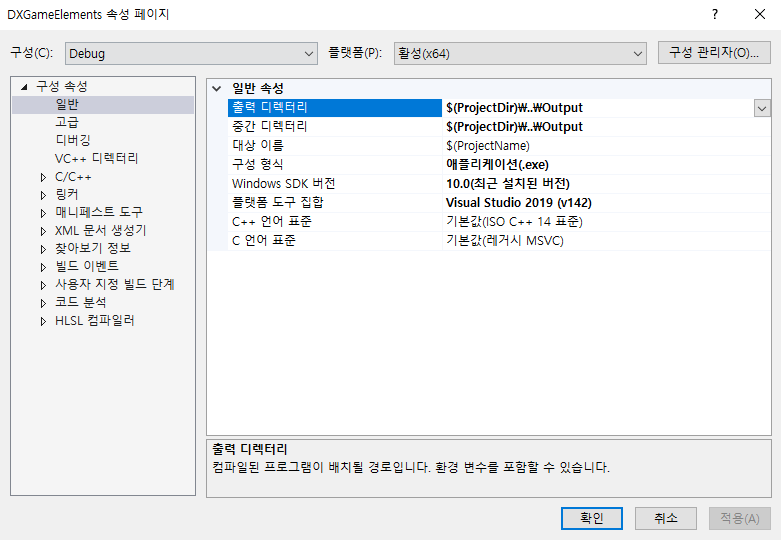 DXGameElements 속성 페이지
? ×
구성(C): Debug 플랫폼(P): 활성(x64) 구성 관리자(O)...
구성 속성
일반
고급
디버깅
VC++ 디렉터리
C/C++
링커
매니페스트 도구
XML 문서 생성기
찾아보기 정보
빌드 이벤트
사용자 지정 빌드 단계
코드 분석
HLSL 컴파일러
일반 속성
출력 디렉터리 $(ProjectDir)₩..₩Output
중간 디렉터리 $(ProjectDir)₩..₩Output
대상 이름 $(ProjectName)
구성 형식 애플리케이션(.exe)
Windows SDK 버전 10.0(최근 설치된 버전)
플랫폼 도구 집합 Visual Studio 2019 (v142)
C++ 언어 표준 기본값(ISO C++ 14 표준)
C 언어 표준 기본값(레거시 MSVC)
출력 디렉터리
컴파일된 프로그램이 배치될 경로입니다. 환경 변수를 포함할 수 있습니다.
확인 취소 적용(A)